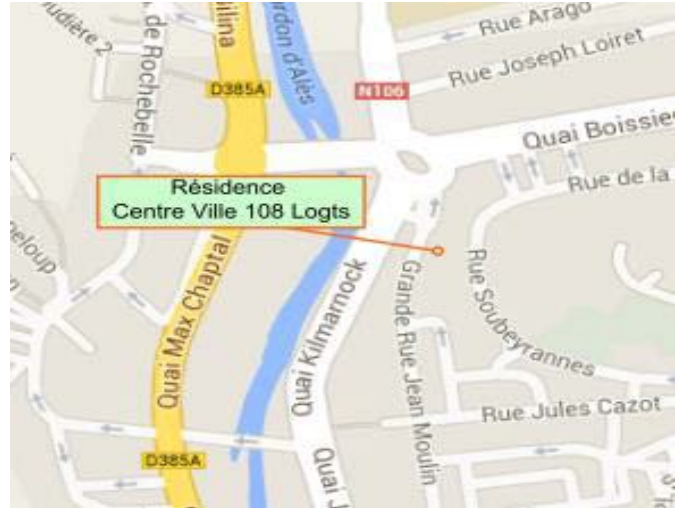 Rue Arago
Rue Joseph Loiret
de Rochebelle
D385A
N106
Quai Boissier
Rue de la
Résidence
Centre Ville 108 Logts
Quai Max Chaptal
Quai Kilmarnock
Grande Rue Jean Moulin
Rue Soubeyrannes
Rue Jules Cazot
D385A
Quai J